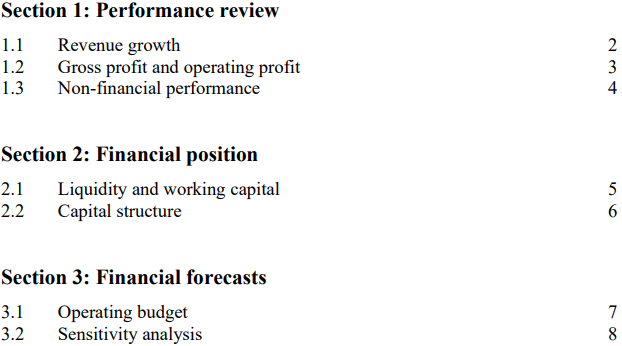 Section 1: Performance review
1.1 Revenue growth 2
1.2 Gross profit and operating profit 3
1.3 Non-financial performance 4
Section 2: Financial position
2.1 Liquidity and working capital 5
2.2 Capital structure 6
Section 3: Financial forecasts
3.1 Operating budget 7
3.2 Sensitivity analysis 8